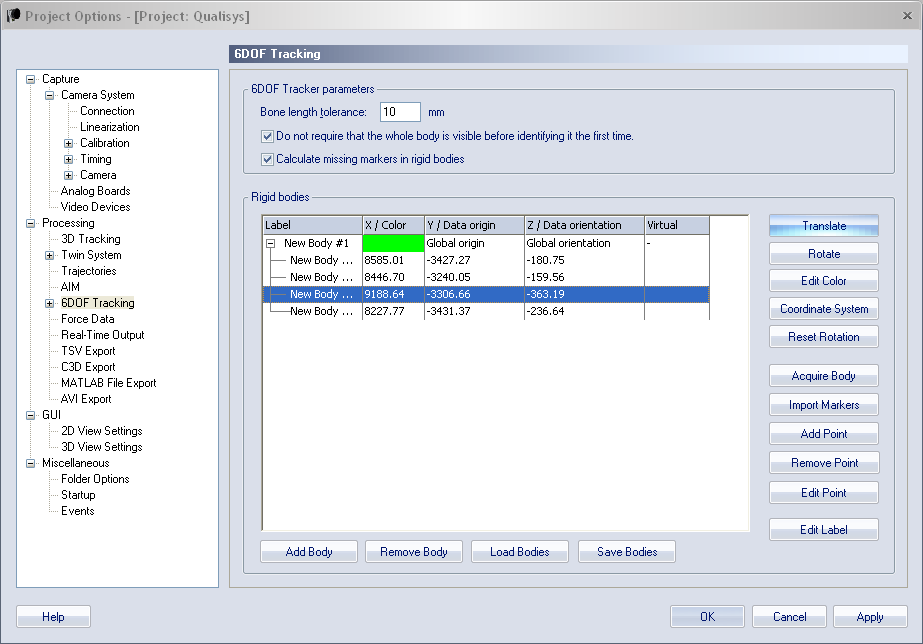 Project Options - [Project: Qualisys]
Capture
Camera System
Connection
Linearization
Calibration
Timing
Camera
Analog Boards
Video Devices
Processing
3D Tracking
Twin System
Trajectories
AIM
6DOF Tracking
Force Data
Real-Time Output
TSV Export
C3D Export
MATLAB File Export
AVI Export
GUI
2D View Settings
3D View Settings
Miscellaneous
Folder Options
Startup
Events
6DOF Tracking
6DOF Tracker parameters
Bone length tolerance: 10 mm
Do not require that the whole body is visible before identifying it the first time.
Calculate missing markers in rigid bodies
Rigid bodies
Label X / Color Y / Data origin Z / Data orientation Virtual
New Body #1 Global origin Global orientation -
New Body ... 8585.01 -3427.27 -180.75
New Body ... 8446.70 -3240.05 -159.56
New Body ... 9188.64 -3306.66 -363.19
New Body ... 8227.77 -3431.37 -236.64
Translate
Rotate
Edit Color
Coordinate System
Reset Rotation
Acquire Body
Import Markers
Add Point
Remove Point
Edit Point
Edit Label
Add Body Remove Body Load Bodies Save Bodies
Help OK Cancel Apply